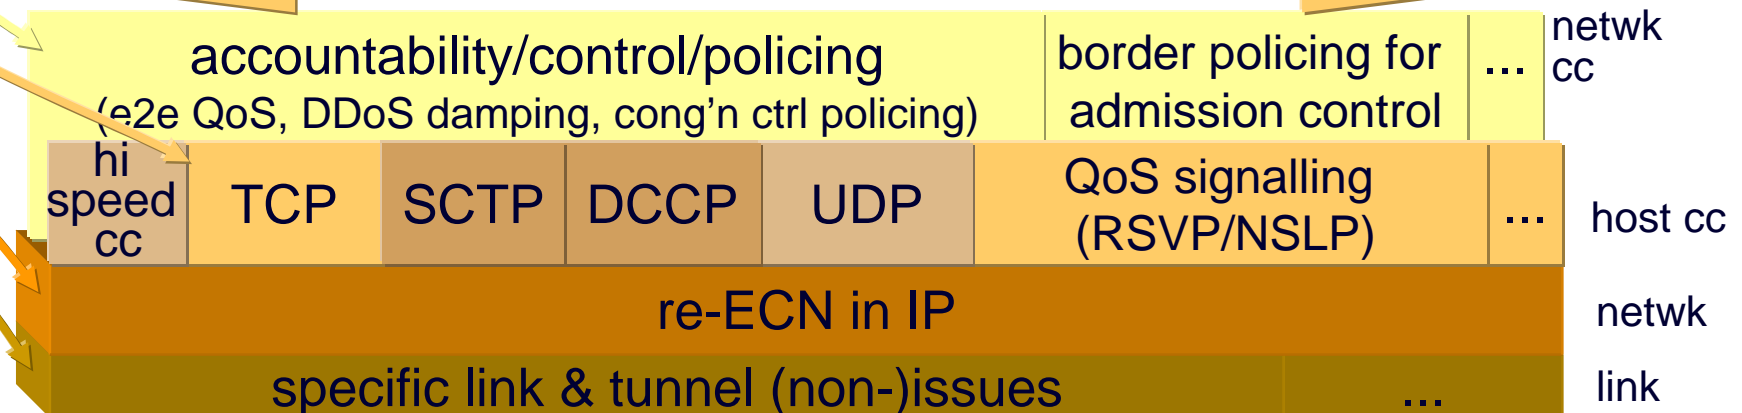 accountability/control/policing
(e2e QoS, DDoS damping, cong'n ctrl policing)
border policing for
admission control
...
netwk
cc
hi
speed
cc
TCP
SCTP
DCCP
UDP
QoS signalling
(RSVP/NSLP)
...
host cc
re-ECN in IP
netwk
specific link & tunnel (non-)issues
...
link